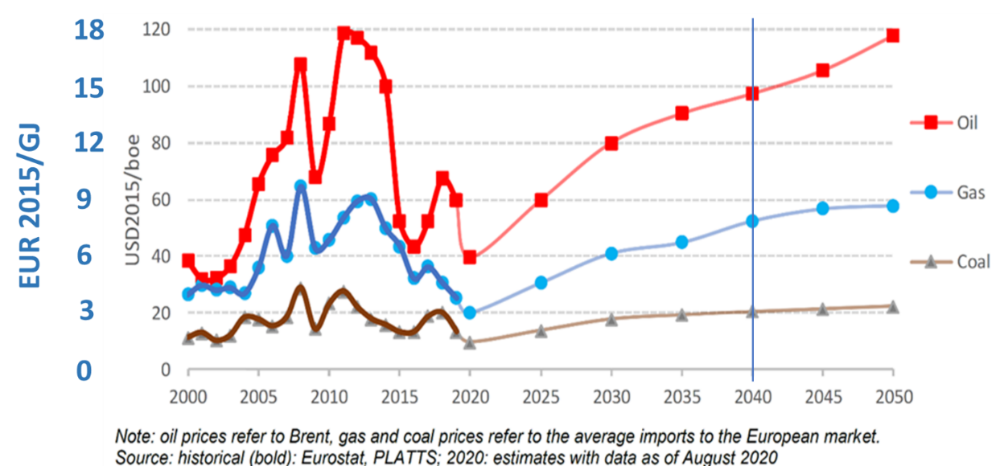 EUR 2015/GJ
18
15
12
9
6
3
0
USD2015/boe
120
100
80
60
40
20
0
2000 2005 2010 2015 2020 2025 2030 2035 2040 2045 2050
Oil
Gas
Coal
Note: oil prices refer to Brent, gas and coal prices refer to the average imports to the European market.
Source: historical (bold): Eurostat, PLATTS; 2020: estimates with data as of August 2020